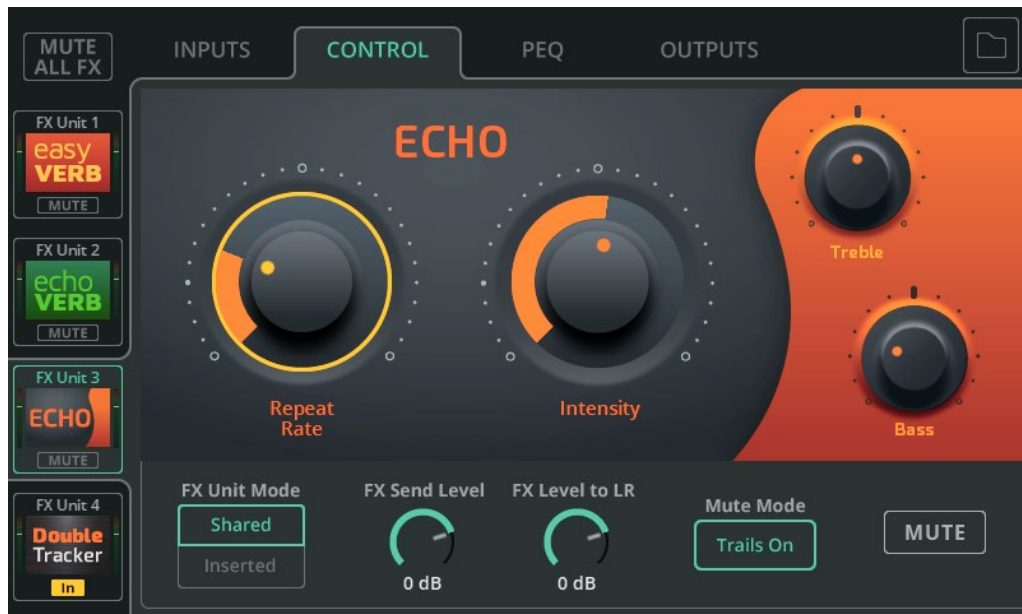 MUTE
ALL FX
INPUTS
CONTROL
PEQ
OUTPUTS
FX Unit 1
easy
VERB
MUTE
FX Unit 2
echo
VERB
MUTE
FX Unit 3
ECHO
MUTE
FX Unit 4
Double
Tracker
In
ECHO
Repeat
Rate
Intensity
Treble
Bass
FX Unit Mode
Shared
Inserted
FX Send Level
0 dB
FX Level to LR
0 dB
Mute Mode
Trails On
MUTE